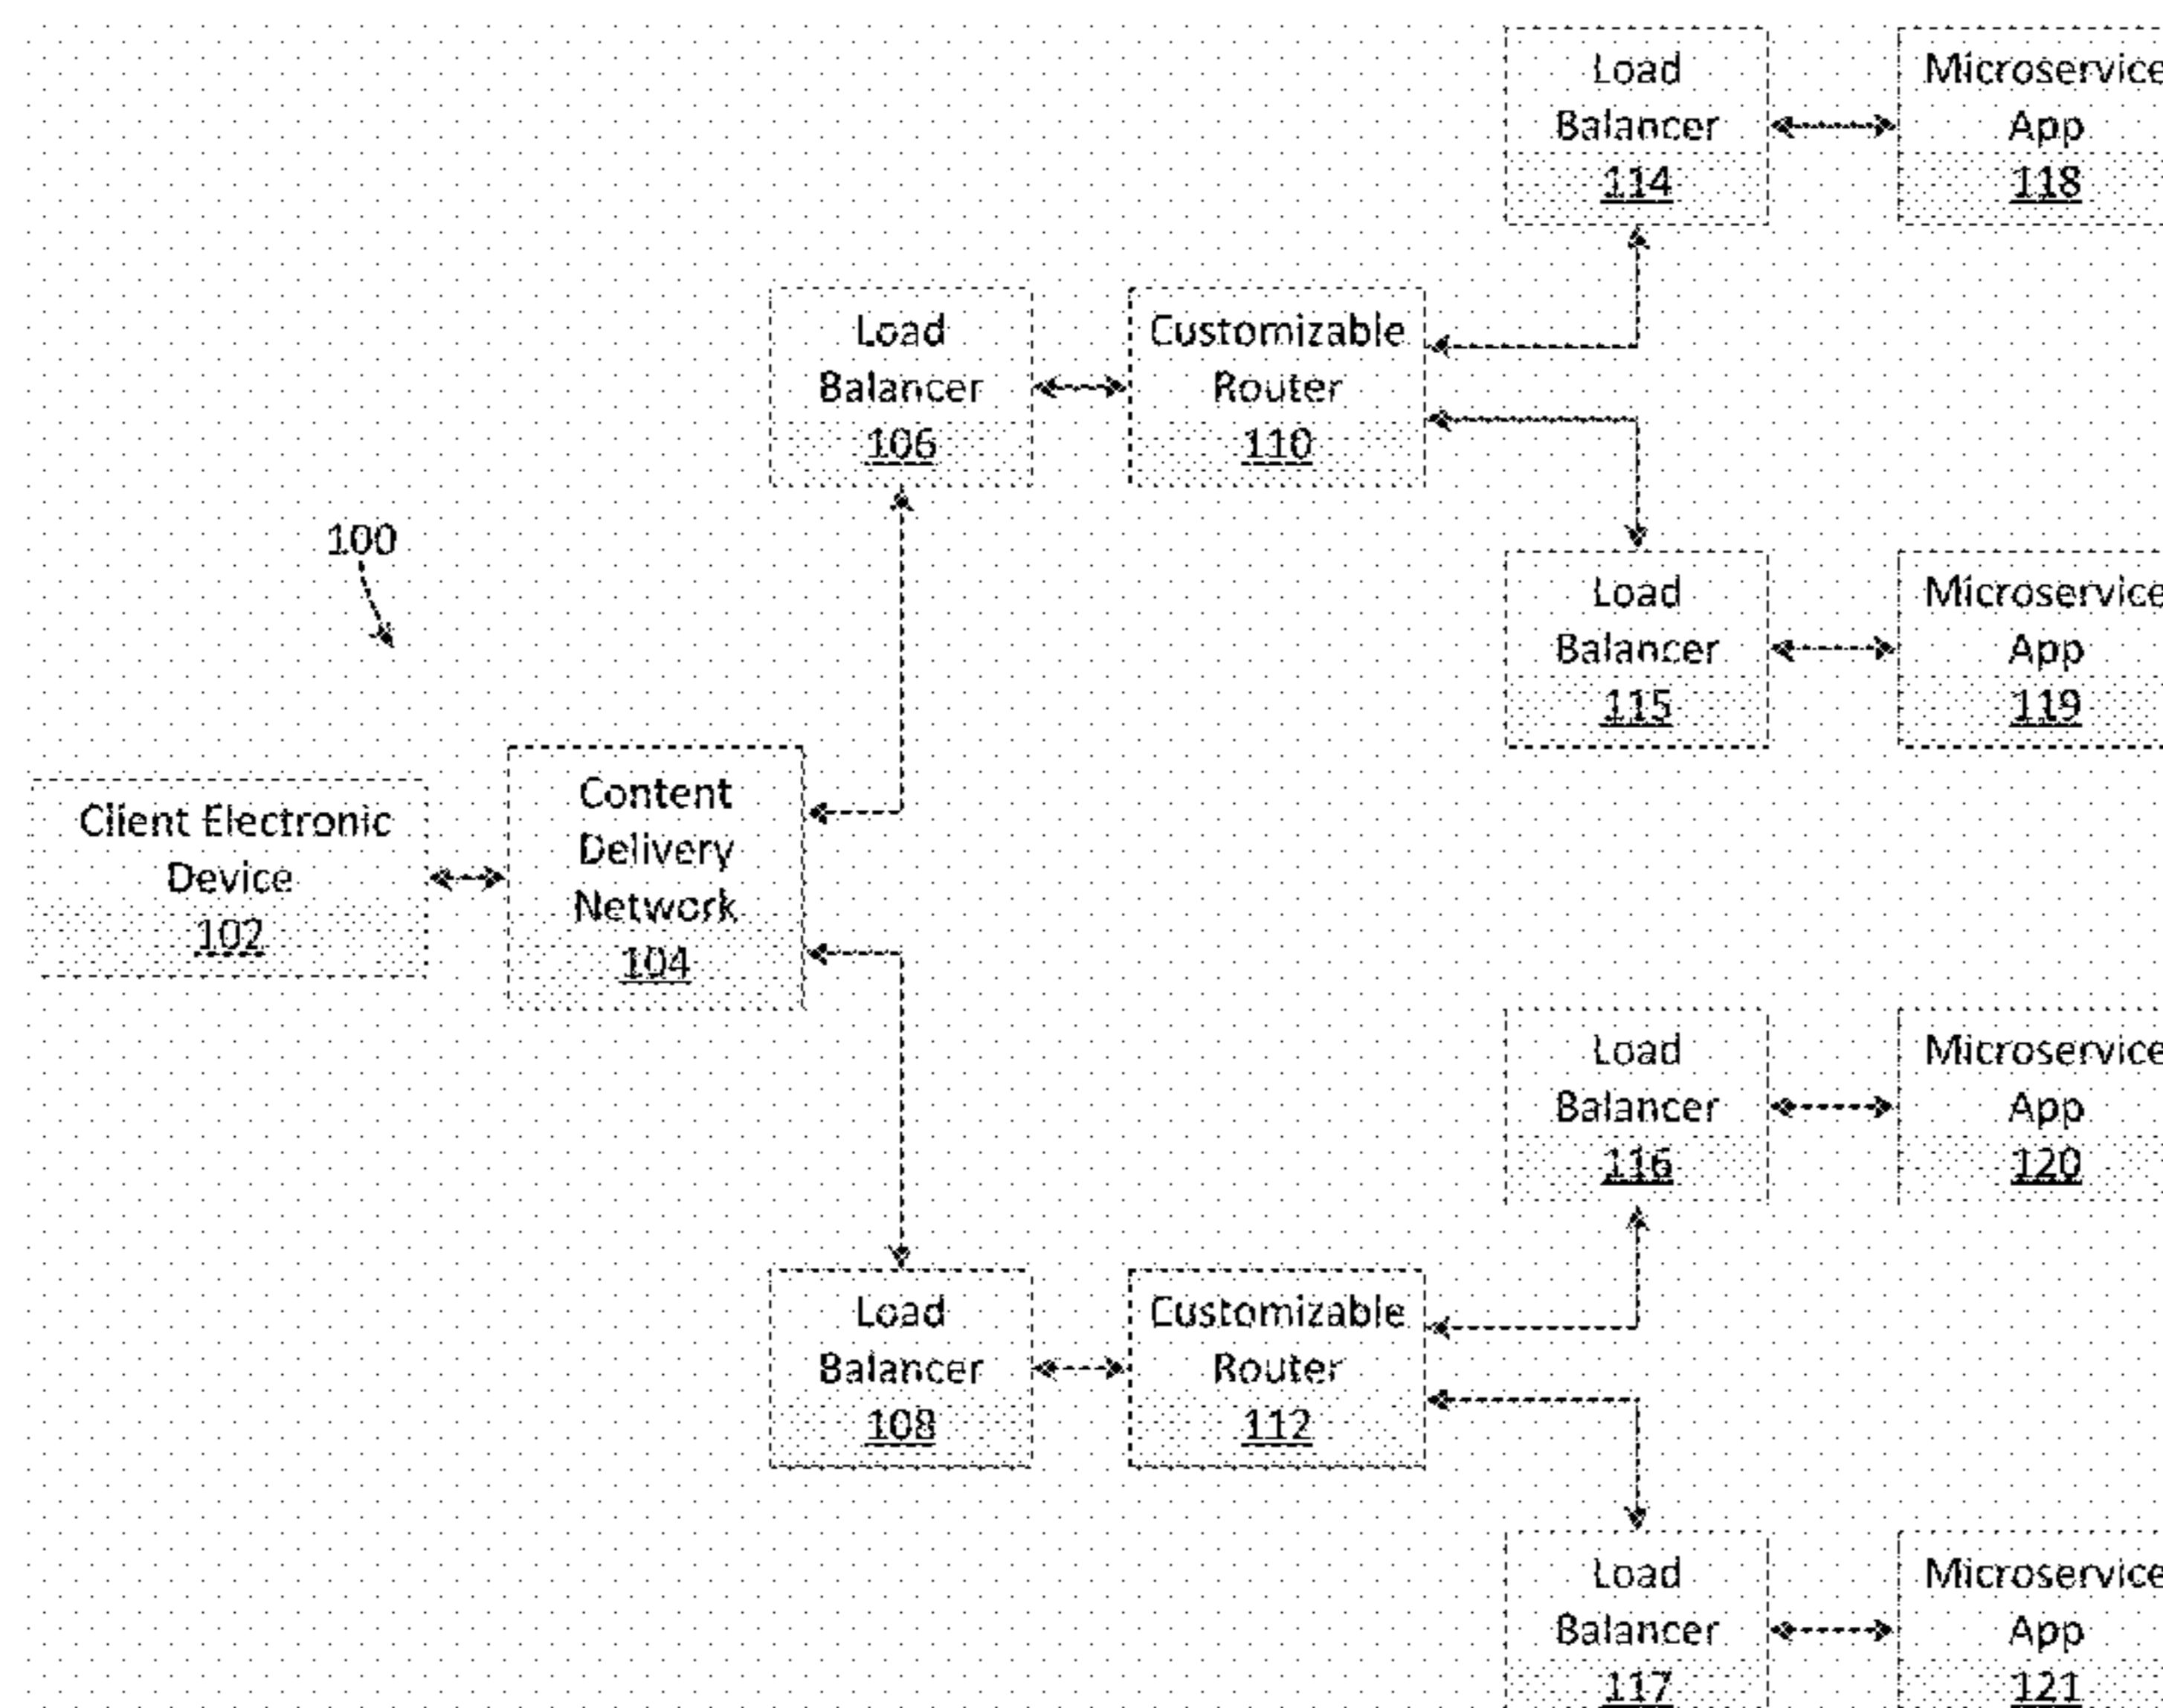 Load
Balancer
114
Microservice
App
118
Load
Balancer
106
Customizable
Router
110
100
Load
Balancer
115
Microservice
App
119
Client Electronic
Device
102
Content
Delivery
Network
104
Load
Balancer
116
Microservice
App
120
Load
Balancer
108
Customizable
Router
112
Load
Balancer
117
Microservice
App
121